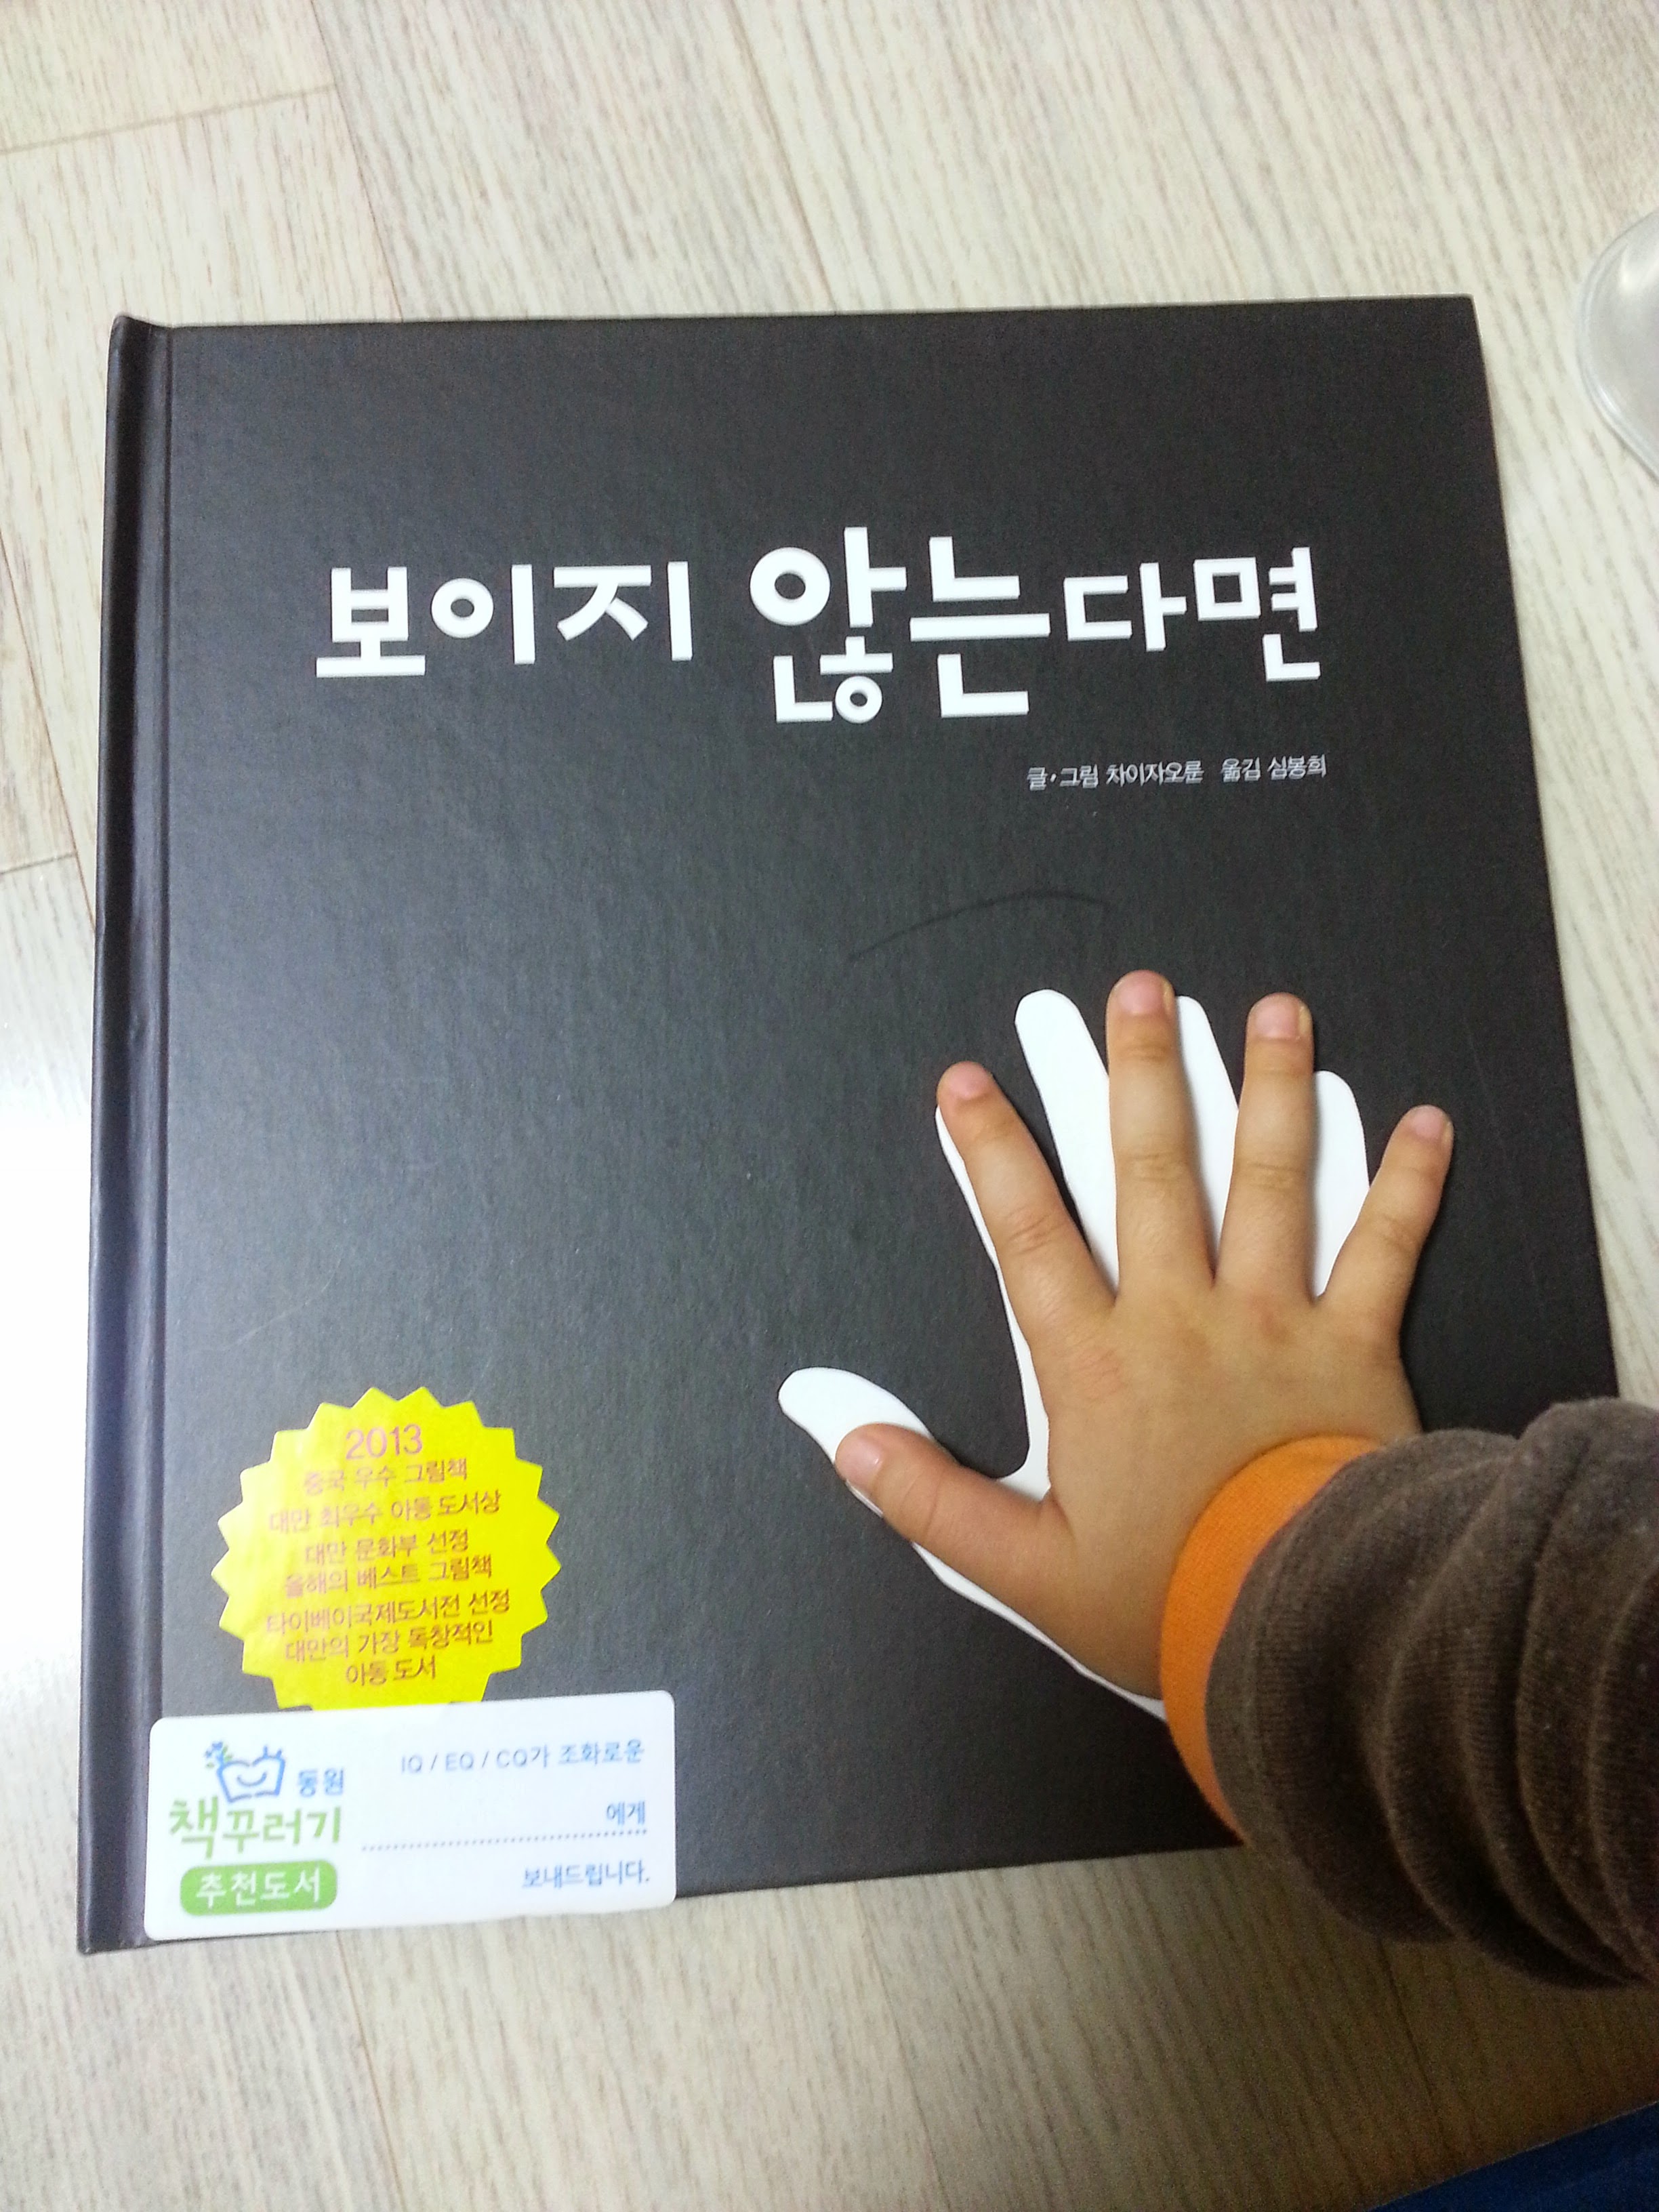 보이지 않는다면
글·그림 차이자오룬 옮김 심봉희
2013
중국 우수 그림책
대만 최우수 아동 도서상
대만 문화부 선정
올해의 베스트 그림책
타이베이국제도서전 선정
대만의 가장 독창적인
아동 도서
동원
책꾸러기
추천도서
IQ / EQ / CQ가 조화로운
에게
보내드립니다.